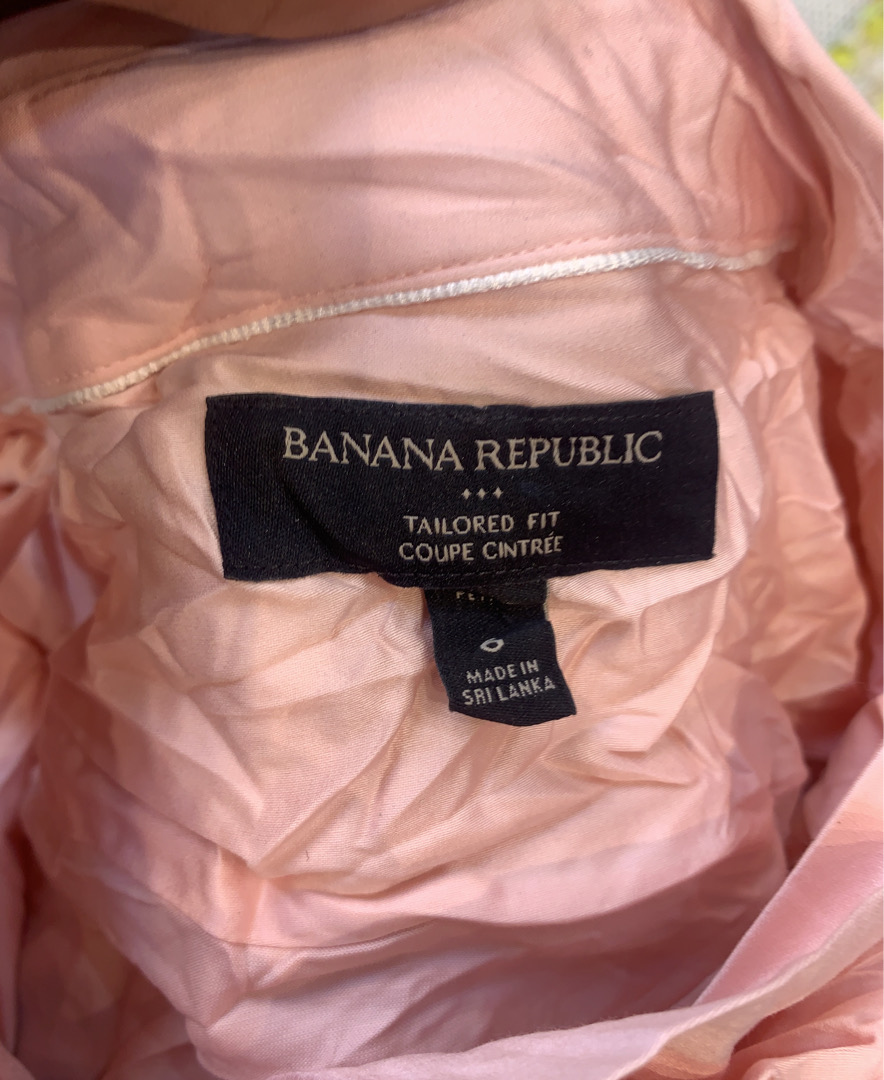 BANANA REPUBLIC
TAILORED FIT
COUPE CINTRÉE
0
MADE IN
SRI LANKA